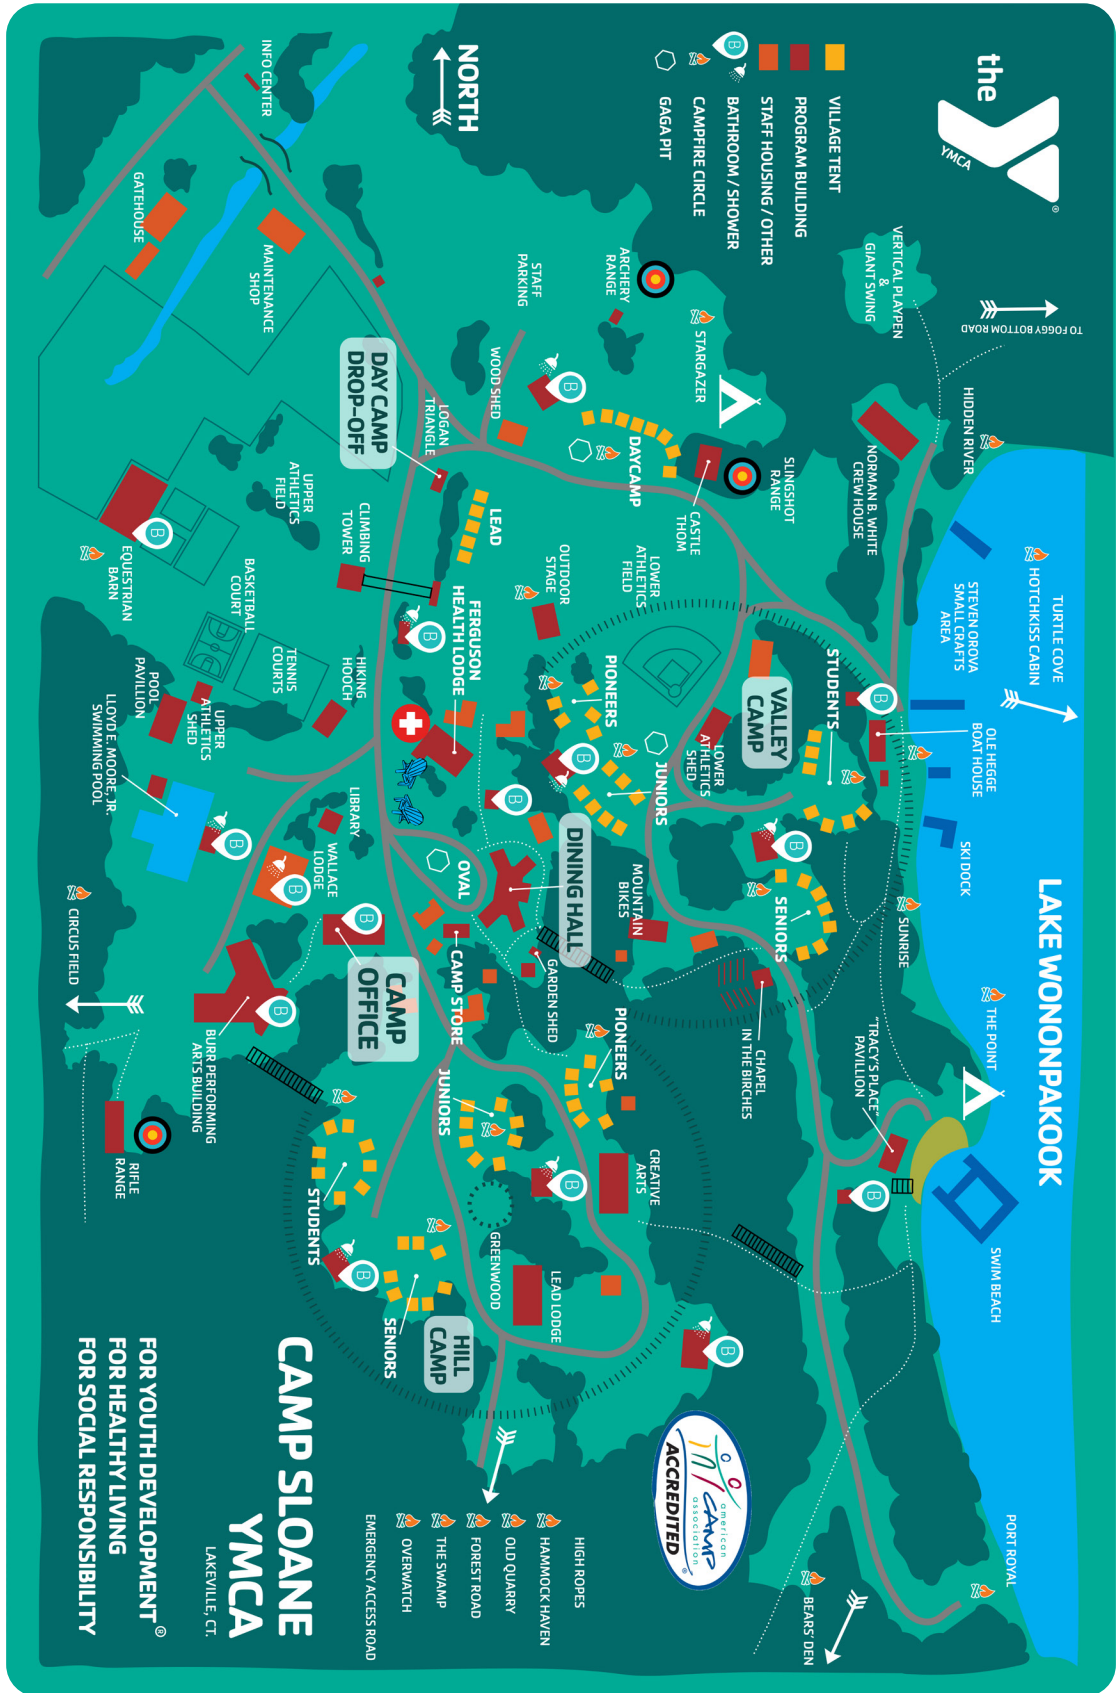 the
YMCA
®
VILLAGE TENT
PROGRAM BUILDING
STAFF HOUSING / OTHER
B
BATHROOM / SHOWER
CAMPFIRE CIRCLE
GAGA PIT
NORTH
TO FOGGY BOTTOM ROAD
VERTICAL PLAYPEN
&
GIANT SWING
HIDDEN RIVER
NORMAN B. WHITE
CREW HOUSE
TURTLE COVE
HOTCHKISS CABIN
STEVEN OROVA
SMALL CRAFTS
AREA
OLE HEGGE
BOAT HOUSE
SKI DOCK
LAKE WONONPAKOOK
SUNRISE
THE POINT
"TRACY'S PLACE"
PAVILLION
SWIM BEACH
PORT ROYAL
BEARS' DEN
INFO CENTER
GATEHOUSE
MAINTENANCE
SHOP
STAFF
PARKING
ARCHERY
RANGE
STARGAZER
WOOD SHED
B
DAYCAMP
SLINGSHOT
RANGE
CASTLE
THOM
LOGAN
TRIANGLE
DAY CAMP
DROP-OFF
LEAD
UPPER
ATHLETICS
FIELD
CLIMBING
TOWER
B
EQUESTRIAN
BARN
BASKETBALL
COURT
TENNIS
COURTS
HIKING
HOOCH
POOL
PAVILLION
UPPER
ATHLETICS
SHED
LLOYD E. MOORE, JR.
SWIMMING POOL
B
FERGUSON
HEALTH LODGE
B
OUTDOOR
STAGE
LOWER
ATHLETICS
FIELD
PIONEERS
B
JUNIORS
LOWER
ATHLETICS
SHED
VALLEY
CAMP
STUDENTS
B
B
SENIORS
B
DINING HALL
MOUNTAIN
BIKES
OVAL
LIBRARY
WALLACE
LODGE
B
B
CAMP
OFFICE
CAMP STORE
GARDEN SHED
CHAPEL
IN THE BIRCHES
B
CIRCUS FIELD
B
BURR PERFORMING
ARTS BUILDING
RIFLE
RANGE
PIONEERS
JUNIORS
B
CREATIVE
ARTS
STUDENTS
B
GREENWOOD
LEAD LODGE
SENIORS
HILL
CAMP
B
american
CAMP
association
ACCREDITED
®
HIGH ROPES
HAMMOCK HAVEN
OLD QUARRY
FOREST ROAD
THE SWAMP
OVERWATCH
EMERGENCY ACCESS ROAD
CAMP SLOANE
YMCA
LAKEVILLE, CT.
FOR YOUTH DEVELOPMENT®
FOR HEALTHY LIVING
FOR SOCIAL RESPONSIBILITY